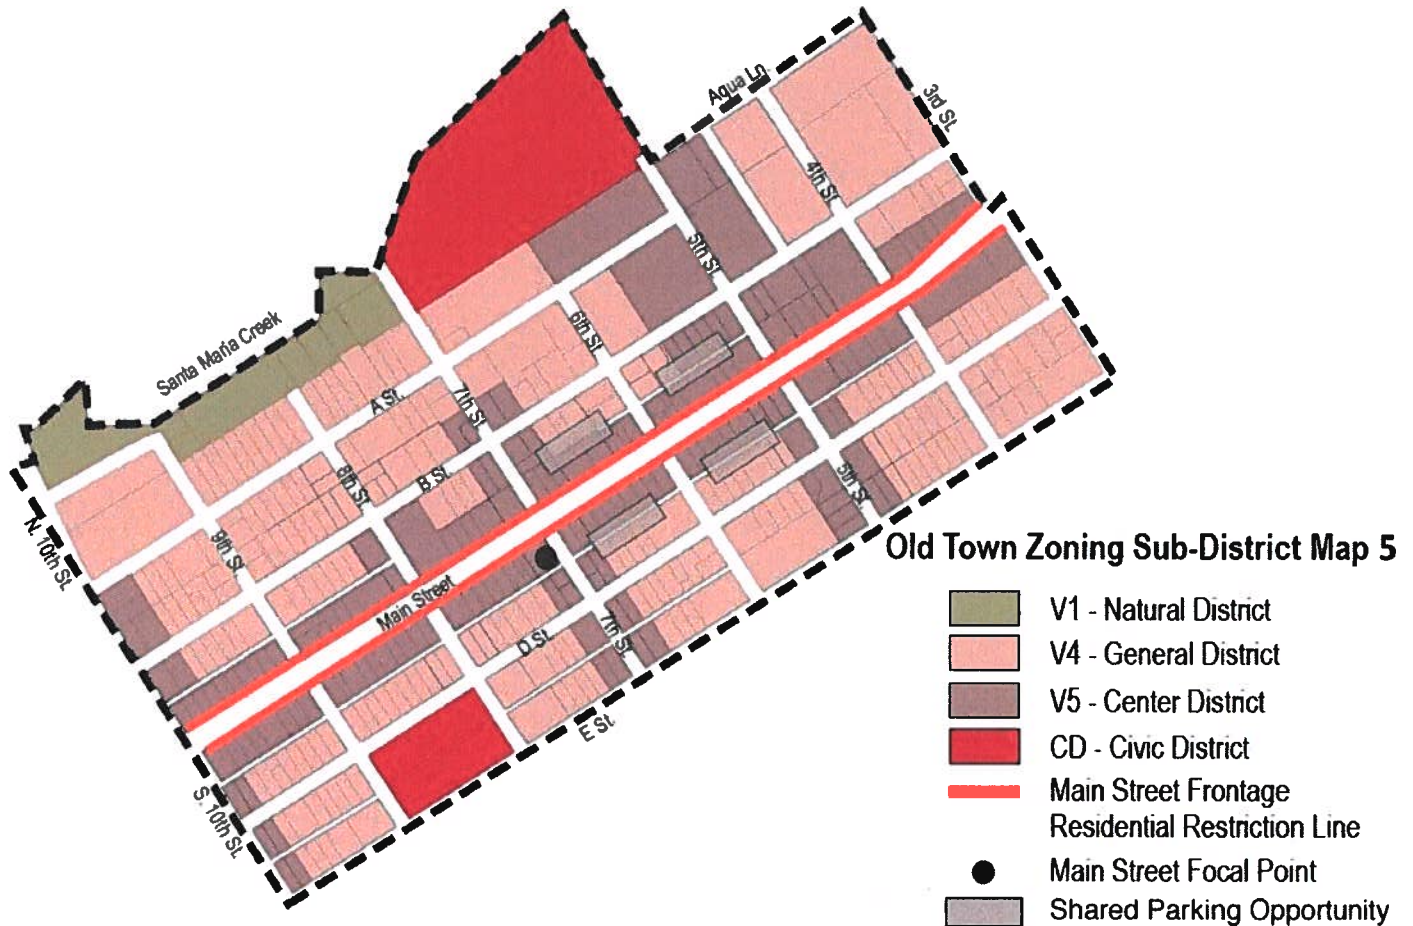 Aqua Ln.
3rd St.
4th St.
5th St.
6th St.
Santa Maria Creek
A St.
7th St.
8th St.
B St.
9th St.
N. 10th St.
5th St.
Main Street
D St.
7th St.
E St.
S. 10th St.
Old Town Zoning Sub-District Map 5
V1 - Natural District
V4 - General District
V5 - Center District
CD - Civic District
Main Street Frontage
Residential Restriction Line
Main Street Focal Point
Shared Parking Opportunity